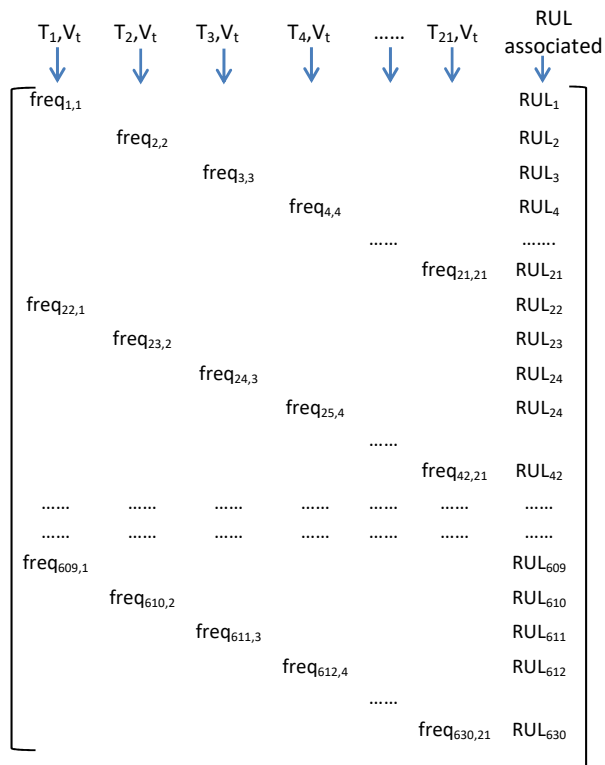 T₁,Vₜ T₂,Vₜ T₃,Vₜ T₄,Vₜ ...... T₂₁,Vₜ RUL associated
freq₁,₁ RUL₁
freq₂,₂ RUL₂
freq₃,₃ RUL₃
freq₄,₄ RUL₄
...... .......
freq₂₁,₂₁ RUL₂₁
freq₂₂,₁ RUL₂₂
freq₂₃,₂ RUL₂₃
freq₂₄,₃ RUL₂₄
freq₂₅,₄ RUL₂₄
......
freq₄₂,₂₁ RUL₄₂
...... ...... ...... ...... ...... ...... ......
...... ...... ...... ...... ...... ...... ......
freq₆₀₉,₁ RUL₆₀₉
freq₆₁₀,₂ RUL₆₁₀
freq₆₁₁,₃ RUL₆₁₁
freq₆₁₂,₄ RUL₆₁₂
......
freq₆₃₀,₂₁ RUL₆₃₀